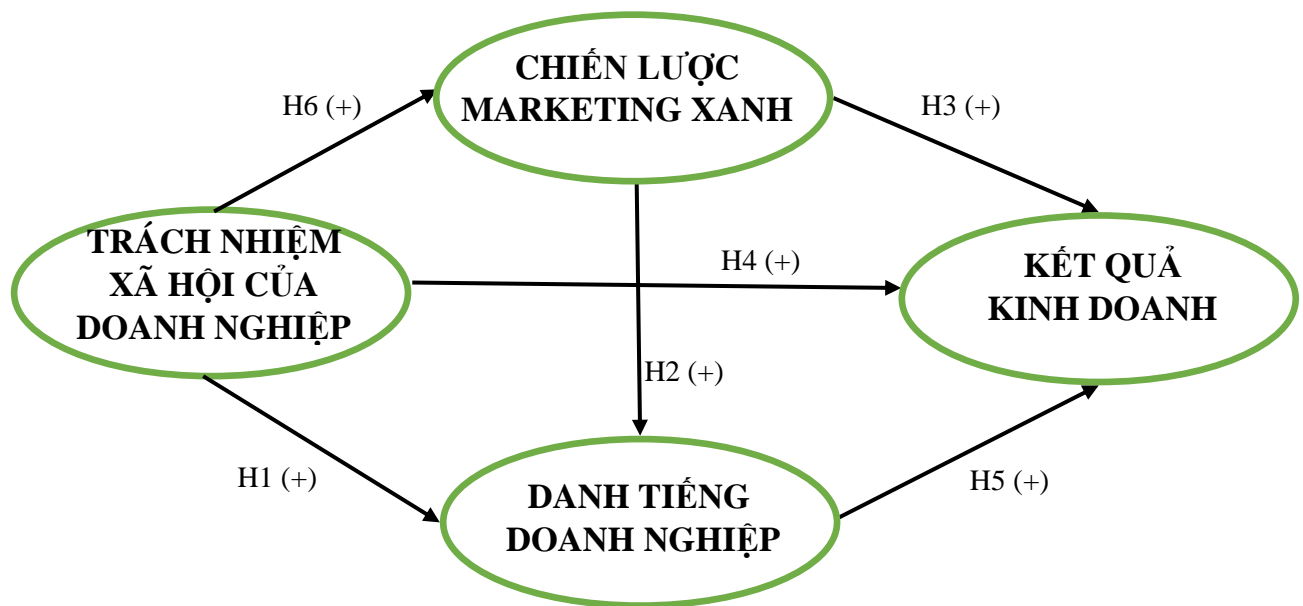 CHIẾN LƯỢC
MARKETING XANH
H6 (+)
H3 (+)
TRÁCH NHIỆM
XÃ HỘI CỦA
DOANH NGHIỆP
H4 (+)
KẾT QUẢ
KINH DOANH
H2 (+)
H1 (+)
H5 (+)
DANH TIẾNG
DOANH NGHIỆP